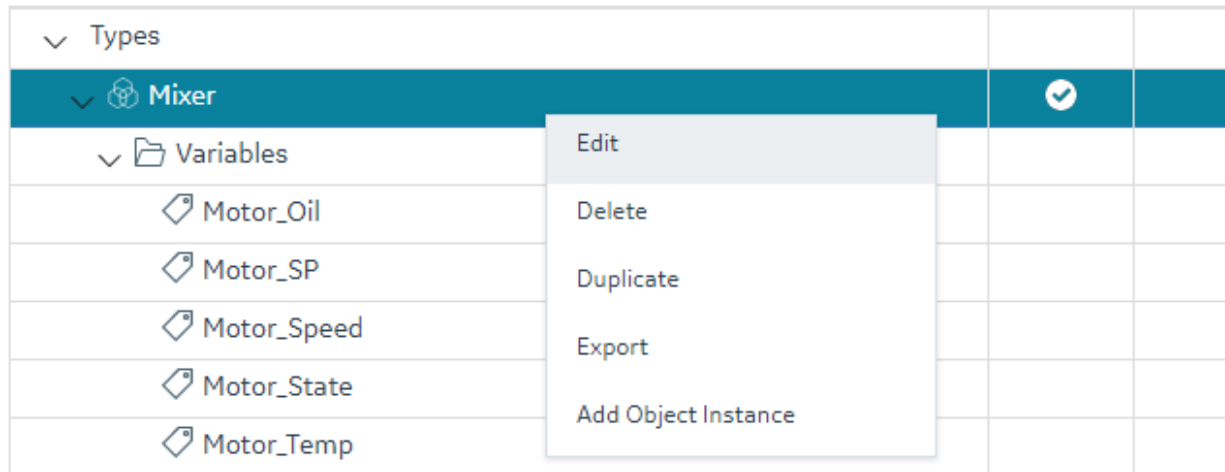 Types
Mixer
Edit
Variables
Motor_Oil
Delete
Motor_SP
Duplicate
Motor_Speed
Export
Motor_State
Add Object Instance
Motor_Temp